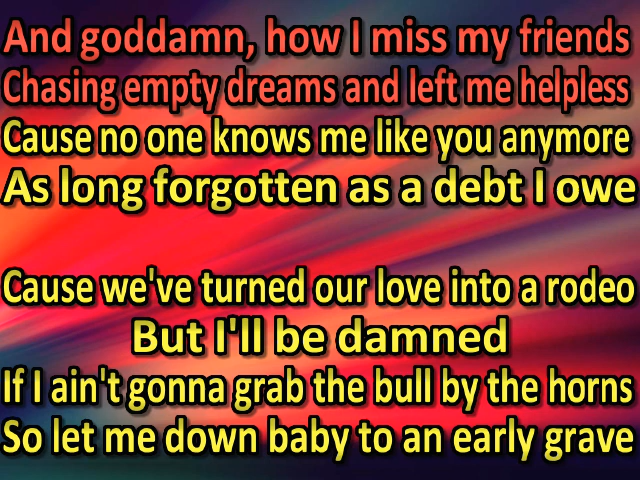 And goddamn, how I miss my friends
Chasing empty dreams and left me helpless
Cause no one knows me like you anymore
As long forgotten as a debt I owe
Cause we've turned our love into a rodeo
But I'll be damned
If I ain't gonna grab the bull by the horns
So let me down baby to an early grave